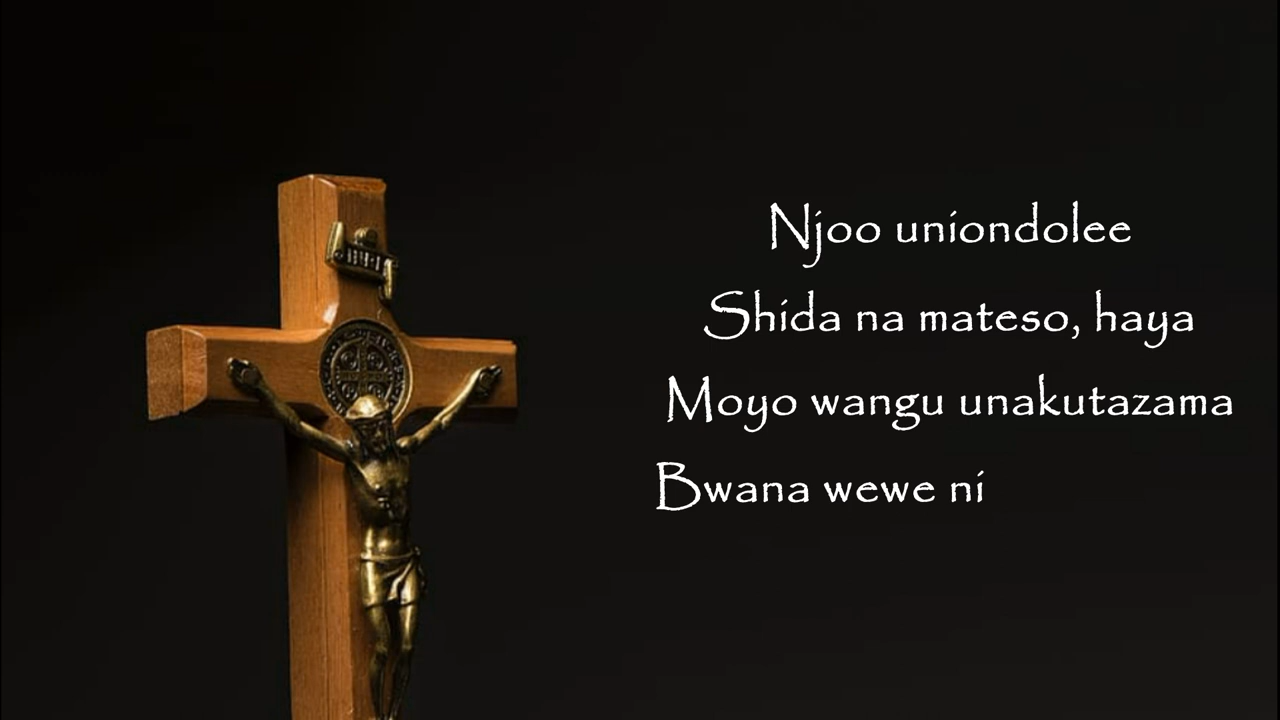 Njoo uniondolee
Shida na mateso, haya
Moyo wangu unakutazama
Bwana wewe ni